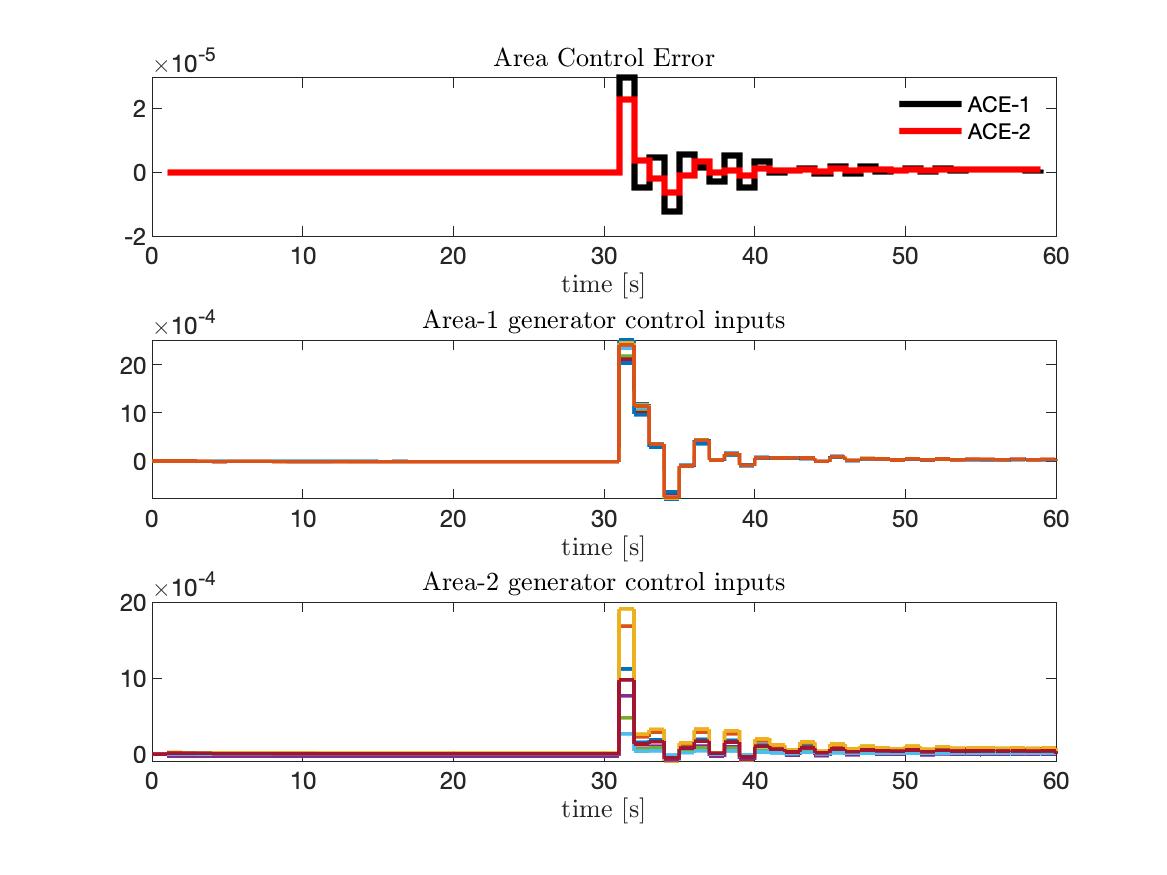 ×10-5
Area Control Error
2
0
-2
ACE-1
ACE-2
0 10 20 30 40 50 60
time [s]
×10-4
Area-1 generator control inputs
20
10
0
0 10 20 30 40 50 60
time [s]
×10-4
Area-2 generator control inputs
20
10
0
0 10 20 30 40 50 60
time [s]